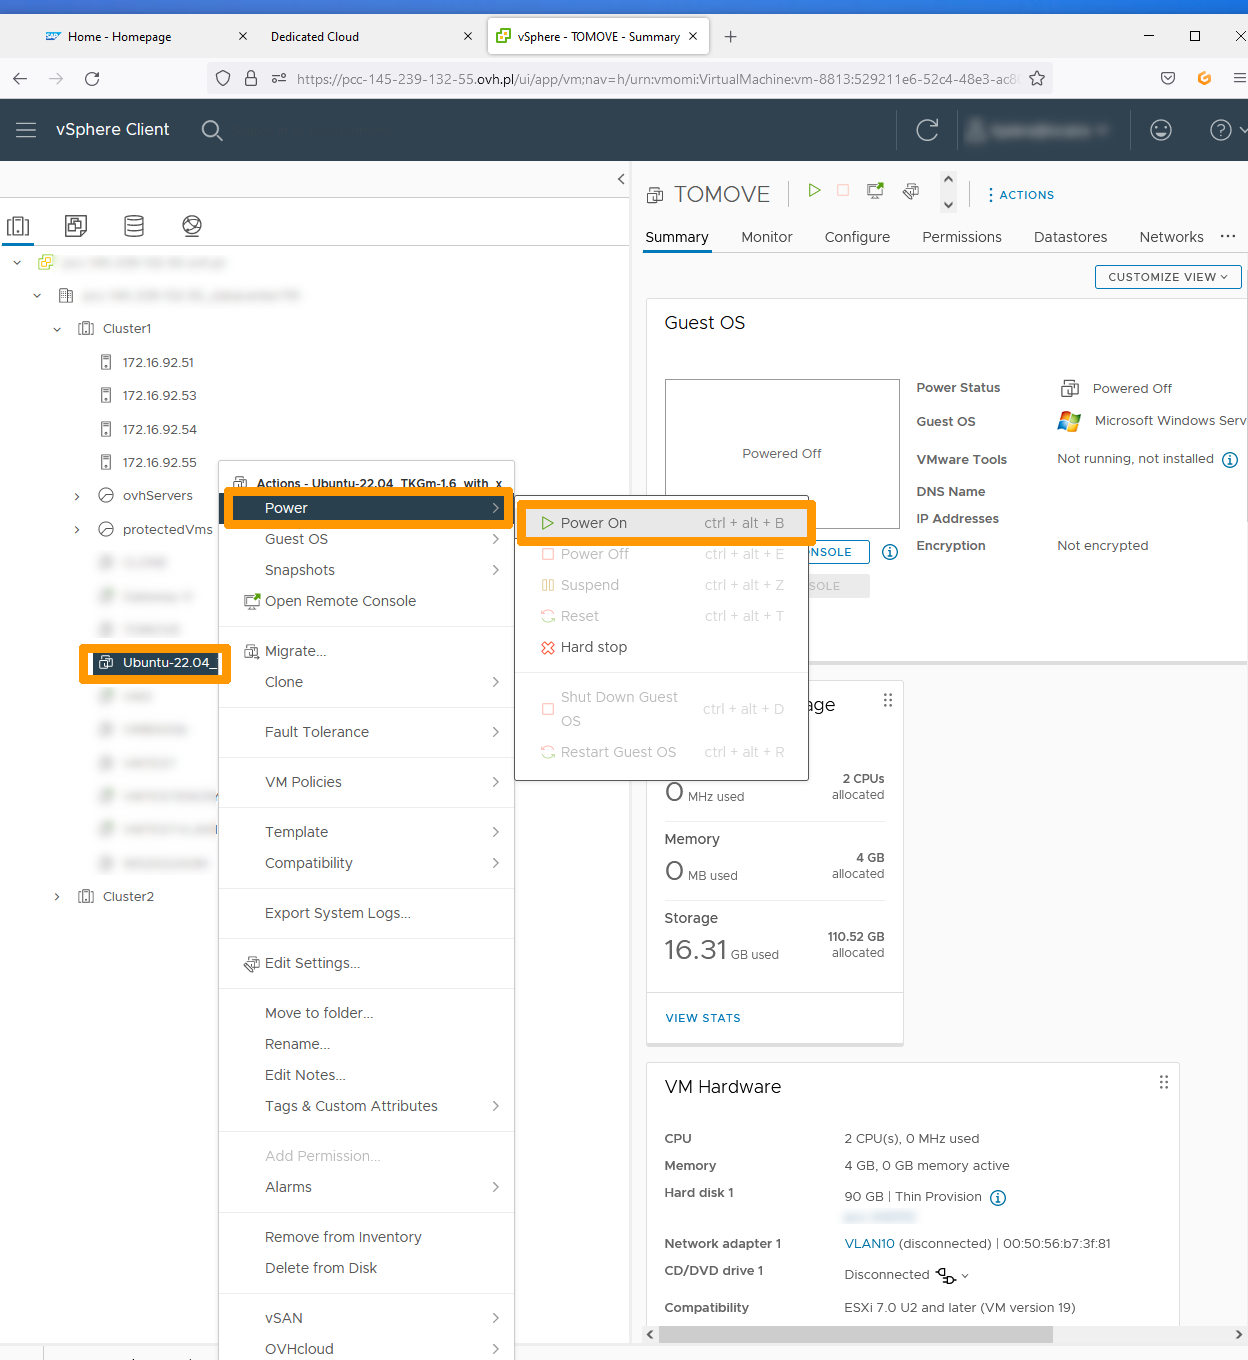 Home - Homepage
Dedicated Cloud
vSphere - TOMOVE - Summary
https://pcc-145-239-132-55.ovh.pl/ui/app/vm;nav=h/urn:vmomi:VirtualMachine:vm-8813:529211e6-52c4-48e3-ac8
vSphere Client
TOMOVE
ACTIONS
Summary
Monitor
Configure
Permissions
Datastores
Networks
CUSTOMIZE VIEW
Cluster1
172.16.92.51
172.16.92.53
172.16.92.54
172.16.92.55
ovhServers
protectedVms
Ubuntu-22.04_
Cluster2
Actions - Ubuntu-22.04_TKGm-1.6_with_x
Power
Guest OS
Snapshots
Open Remote Console
Migrate...
Clone
Fault Tolerance
VM Policies
Template
Compatibility
Export System Logs...
Edit Settings...
Move to folder...
Rename...
Edit Notes...
Tags & Custom Attributes
Add Permission...
Alarms
Remove from Inventory
Delete from Disk
vSAN
OVHcloud
Power On ctrl + alt + B
Power Off ctrl + alt + E
Suspend ctrl + alt + Z
Reset ctrl + alt + T
Hard stop
Shut Down Guest
OS ctrl + alt + D
Restart Guest OS ctrl + alt + R
Guest OS
Powered Off
Power Status Powered Off
Guest OS Microsoft Windows Serv
VMware Tools Not running, not installed
DNS Name
IP Addresses
Encryption Not encrypted
NSOLE
SOLE
age
2 CPUs
0 MHz used allocated
Memory
4 GB
0 MB used allocated
Storage
110.52 GB
16.31 GB used allocated
VIEW STATS
VM Hardware
CPU 2 CPU(s), 0 MHz used
Memory 4 GB, 0 GB memory active
Hard disk 1 90 GB | Thin Provision
Network adapter 1 VLAN10 (disconnected) | 00:50:56:b7:3f:81
CD/DVD drive 1 Disconnected
Compatibility ESXi 7.0 U2 and later (VM version 19)